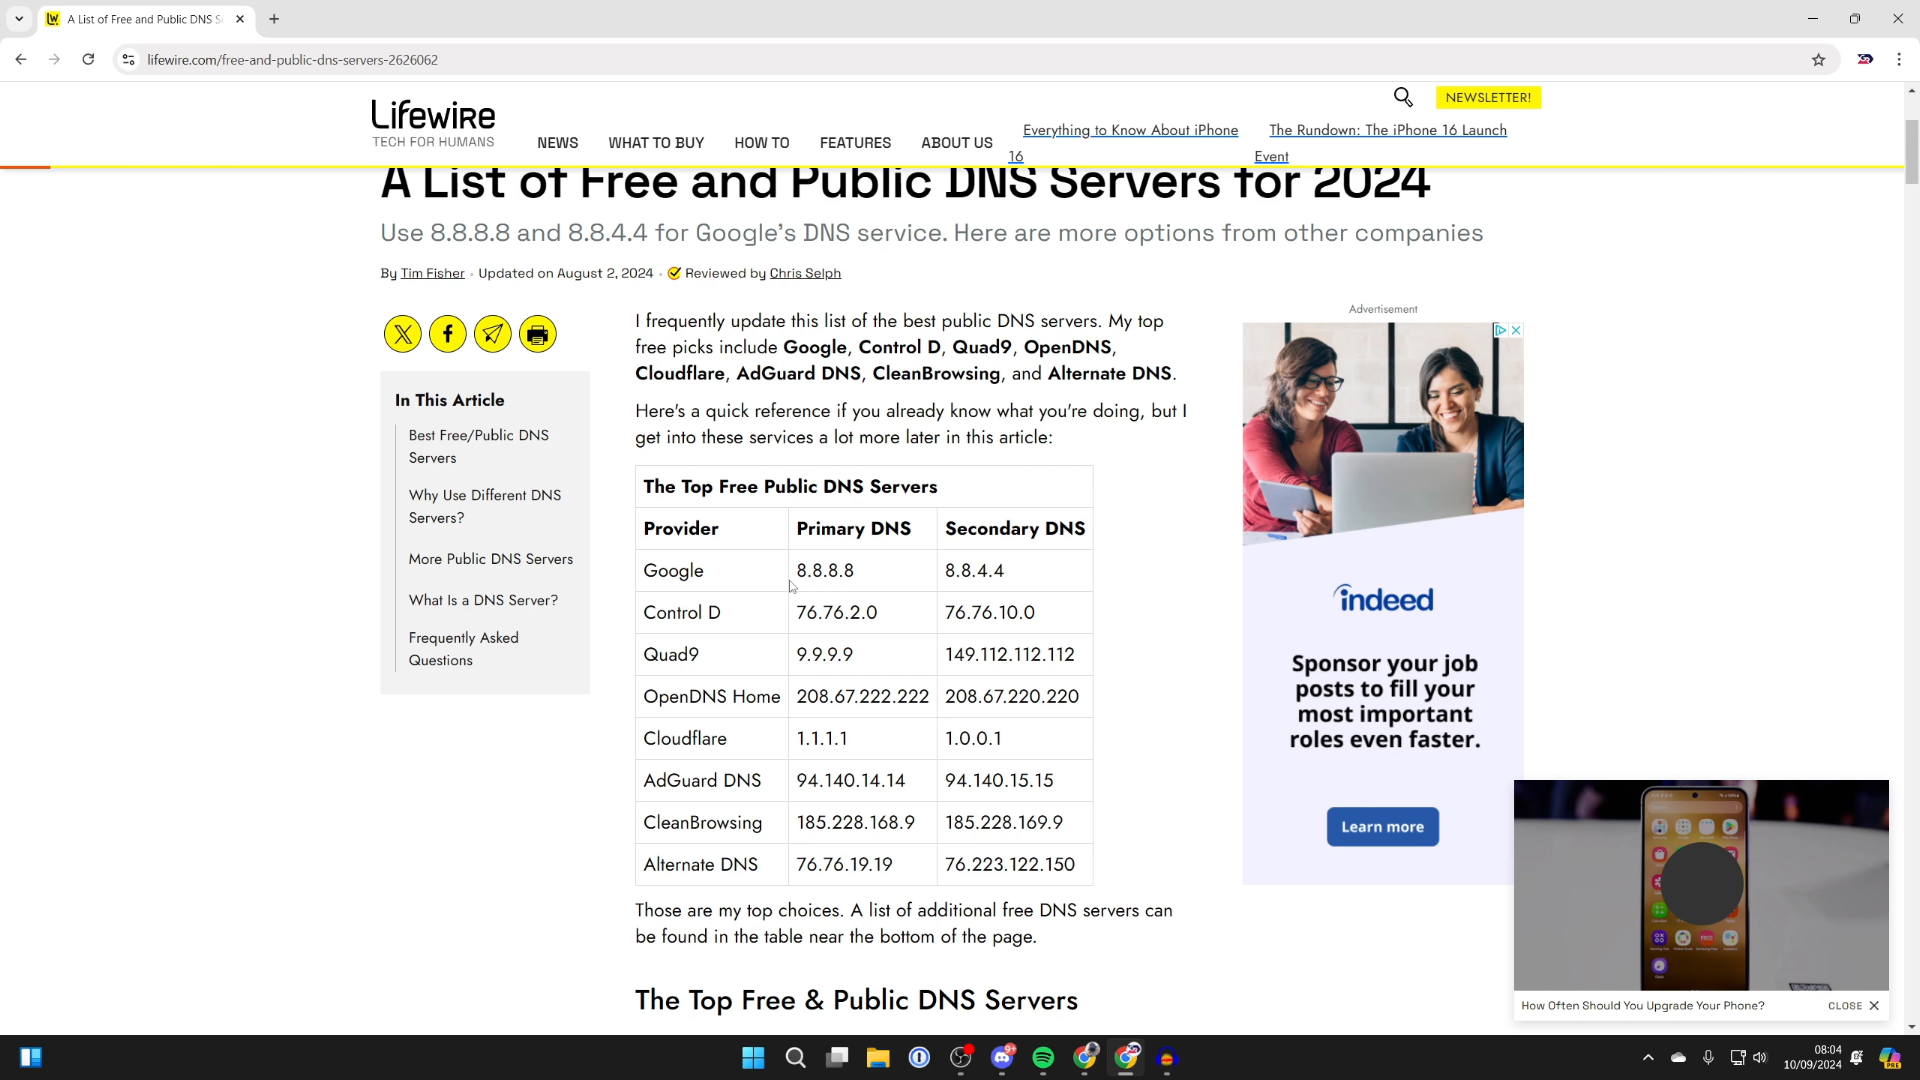 A List of Free and Public DNS S
lifewire.com/free-and-public-dns-servers-2626062
Lifewire
TECH FOR HUMANS
NEWS
WHAT TO BUY
HOW TO
FEATURES
ABOUT US
Everything to Know About iPhone
16
The Rundown: The iPhone 16 Launch
Event
NEWSLETTER!
A List of Free and Public DNS Servers for 2024
Use 8.8.8.8 and 8.8.4.4 for Google's DNS service. Here are more options from other companies
By Tim Fisher · Updated on August 2, 2024 · Reviewed by Chris Selph
In This Article
Best Free/Public DNS
Servers
Why Use Different DNS
Servers?
More Public DNS Servers
What Is a DNS Server?
Frequently Asked
Questions
I frequently update this list of the best public DNS servers. My top
free picks include Google, Control D, Quad9, OpenDNS,
Cloudflare, AdGuard DNS, CleanBrowsing, and Alternate DNS.
Here's a quick reference if you already know what you're doing, but I
get into these services a lot more later in this article:
The Top Free Public DNS Servers
Provider Primary DNS Secondary DNS
Google 8.8.8.8 8.8.4.4
Control D 76.76.2.0 76.76.10.0
Quad9 9.9.9.9 149.112.112.112
OpenDNS Home 208.67.222.222 208.67.220.220
Cloudflare 1.1.1.1 1.0.0.1
AdGuard DNS 94.140.14.14 94.140.15.15
CleanBrowsing 185.228.168.9 185.228.169.9
Alternate DNS 76.76.19.19 76.223.122.150
Those are my top choices. A list of additional free DNS servers can
be found in the table near the bottom of the page.
The Top Free & Public DNS Servers
Advertisement
indeed
Sponsor your job
posts to fill your
most important
roles even faster.
Learn more
How Often Should You Upgrade Your Phone?
CLOSE
9+
08:04
10/09/2024
PRE